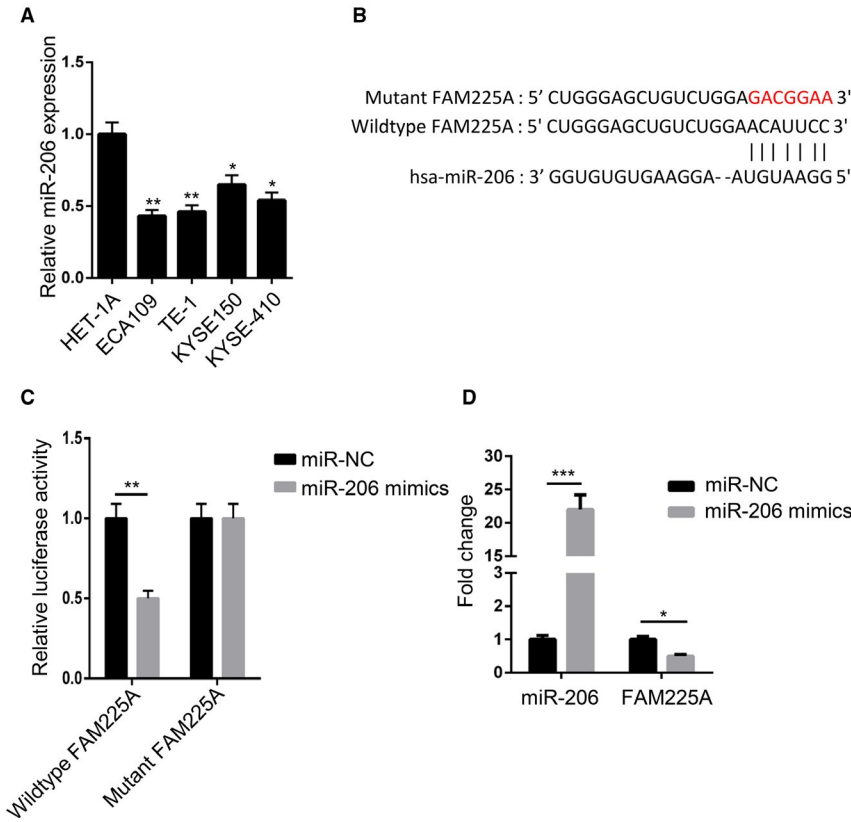 A
Relative miR-206 expression
1.5
1.0
0.5
0.0
**
**
*
*
HET-1A
ECA109
TE-1
KYSE150
KYSE-410
B
Mutant FAM225A : 5’ CUGGGAGCUGUCUGGAGACGGAA 3'
Wildtype FAM225A : 5' CUGGGAGCUGUCUGGAACAUUCC 3'
| | | | | | |
hsa-miR-206 : 3’ GGUGUGUGAAGGA- -AUGUAAGG 5'
C
Relative luciferase activity
1.5
1.0
0.5
0.0
**
miR-NC
miR-206 mimics
Wildtype FAM225A
Mutant FAM225A
D
Fold change
30
25
20
15
3
2
1
0
***
*
miR-NC
miR-206 mimics
miR-206 FAM225A